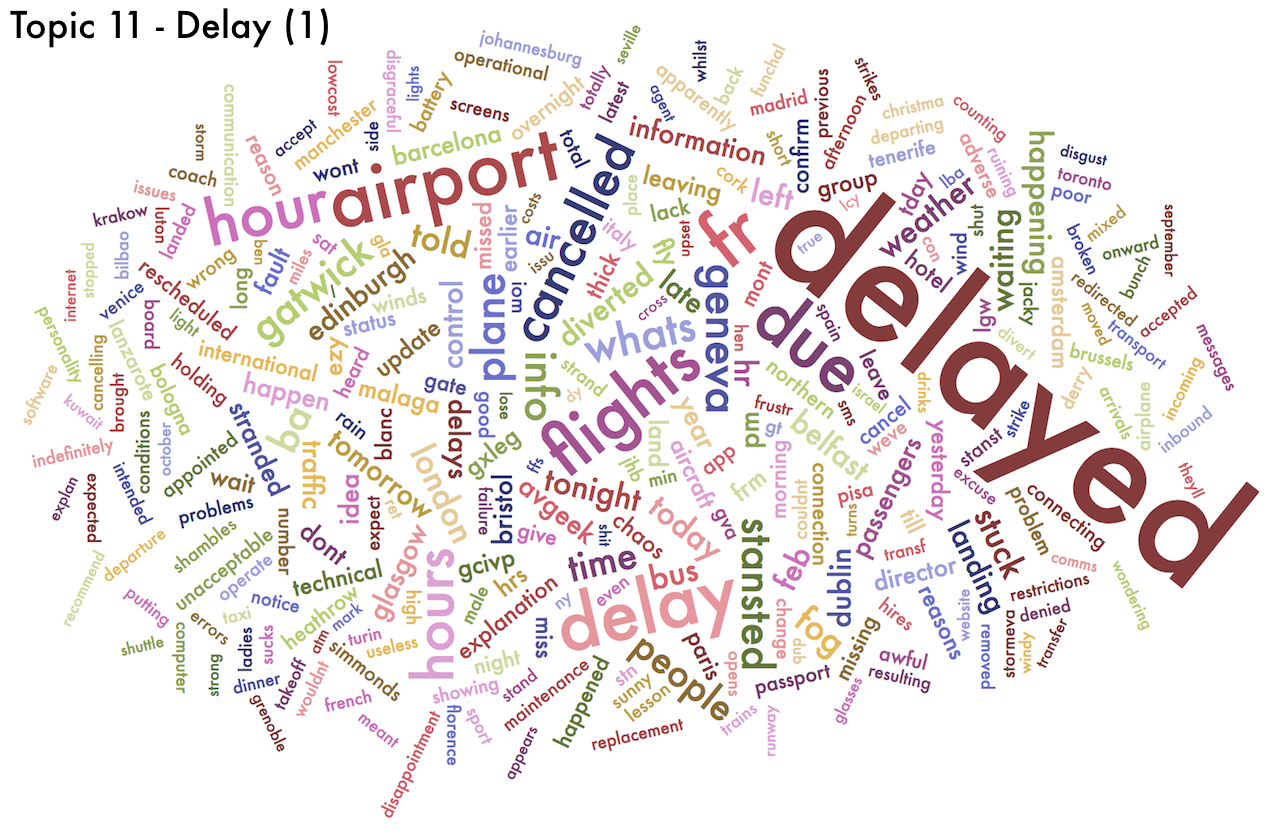 Topic 11 - Delay (1)
delayed
delay
airport
flights
hour
hours
cancelled
due
fr
geneva
plane
stansted
people
gatwick
info
whats
time
today
tonight
london
told
edinburgh
ba
fog
bus
waiting
weather
happening
information
barcelona
diverted
late
air
update
tomorrow
stranded
traffic
glasgow
bristol
belfast
passengers
landing
stuck
dublin
feb
director
reasons
avgeek
gxleg
delays
johannesburg
seville
operational
disgraceful
lights
lowcost
battery
manchester
screens
overnight
totally
latest
whilst
back
funchal
apparently
agent
strikes
previous
madrid
afternoon
christma
counting
departing
tenerife
adverse
ruining
disgust
toronto
poor
storm
communication
coach
reason
accept
side
wont
total
short
confirm
group
lcy
left
cork
leaving
place
lack
italy
fly
upset
true
tday
lba
hotel
con
wind
shut
lgw
jacky
divert
broken
mixed
onward
september
bunch
redirected
accepted
moved
transport
amsterdam
brussels
derry
messages
incoming
inbound
arrivals
airplane
theyll
issues
krakow
luton
landed
bilbao
stopped
internet
venice
wrong
ben
long
fault
miles
sat
gla
missed
earlier
costs
issu
iom
thick
mont
cross
hen
hr
spain
leave
israel
sms
northern
frustr
gt
pm
cancel
weve
drinks
yesterday
stanst
strike
excuse
rescheduled
board
light
personality
software
cancelling
lanzarote
kuwait
brought
bologna
holding
international
ezy
status
winds
heard
control
gate
malaga
happen
rain
blanc
good
lose
strand
dy
year
land
jhb
min
aircraft
app
gva
frm
morning
couldnt
connection
pisa
turns
till
transf
indefinitely
october
conditions
intended
appointed
wait
problems
explan
expected
idea
expect
ret
failure
ffs
give
shit
chaos
problem
connecting
comms
restrictions
denied
website
removed
stormeva
windy
transfer
wondering
recommend
departure
shambles
unacceptable
operate
number
dont
technical
notice
heathrow
taxi
errors
putting
shuttle
computer
strong
ladies
sucks
dinner
grenoble
takeoff
atm
mark
turin
wouldnt
simmonds
french
meant
useless
high
gcivp
hrs
male
explanation
night
showing
sport
florence
disappointment
stand
appears
maintenance
miss
ny
even
happened
replacement
stn
sunny
lesson
paris
opens
trains
change
qub
runway
passport
missing
hires
glasses
awful
resulting